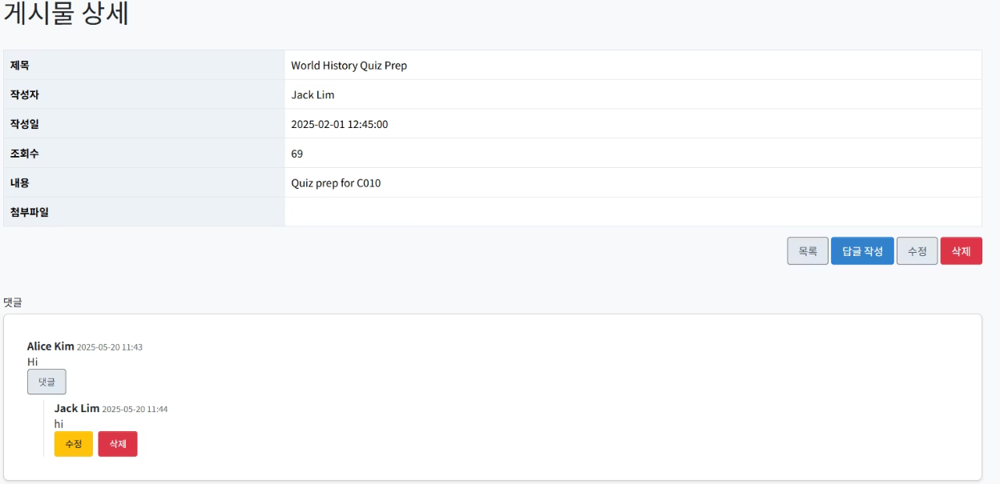 게시물 상세
제목 World History Quiz Prep
작성자 Jack Lim
작성일 2025-02-01 12:45:00
조회수 69
내용 Quiz prep for C010
첨부파일
목록 답글 작성 수정 삭제
댓글
Alice Kim 2025-05-20 11:43
Hi
댓글
Jack Lim 2025-05-20 11:44
hi
수정 삭제